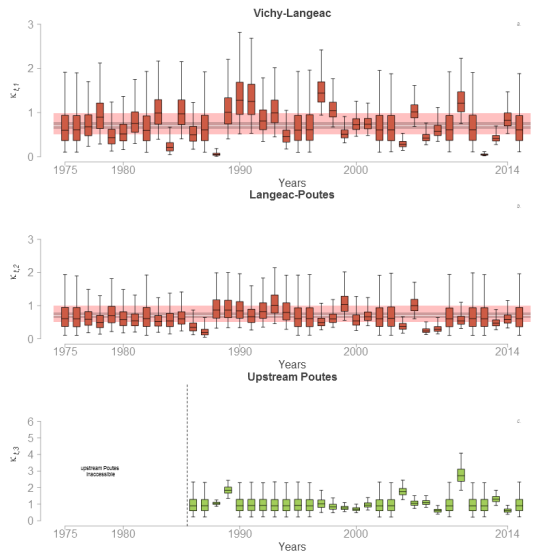 Vichy-Langeac
3
2
1
0
κt,1
1975 1980 1990 2000 2014
Years
Langeac-Poutes
3
2
1
0
κt,2
1975 1980 1990 2000 2014
Years
Upstream Poutes
6
5
4
3
2
1
0
κt,3
upstream Poutes
inaccessible
1975 1980 1990 2000 2014
Years